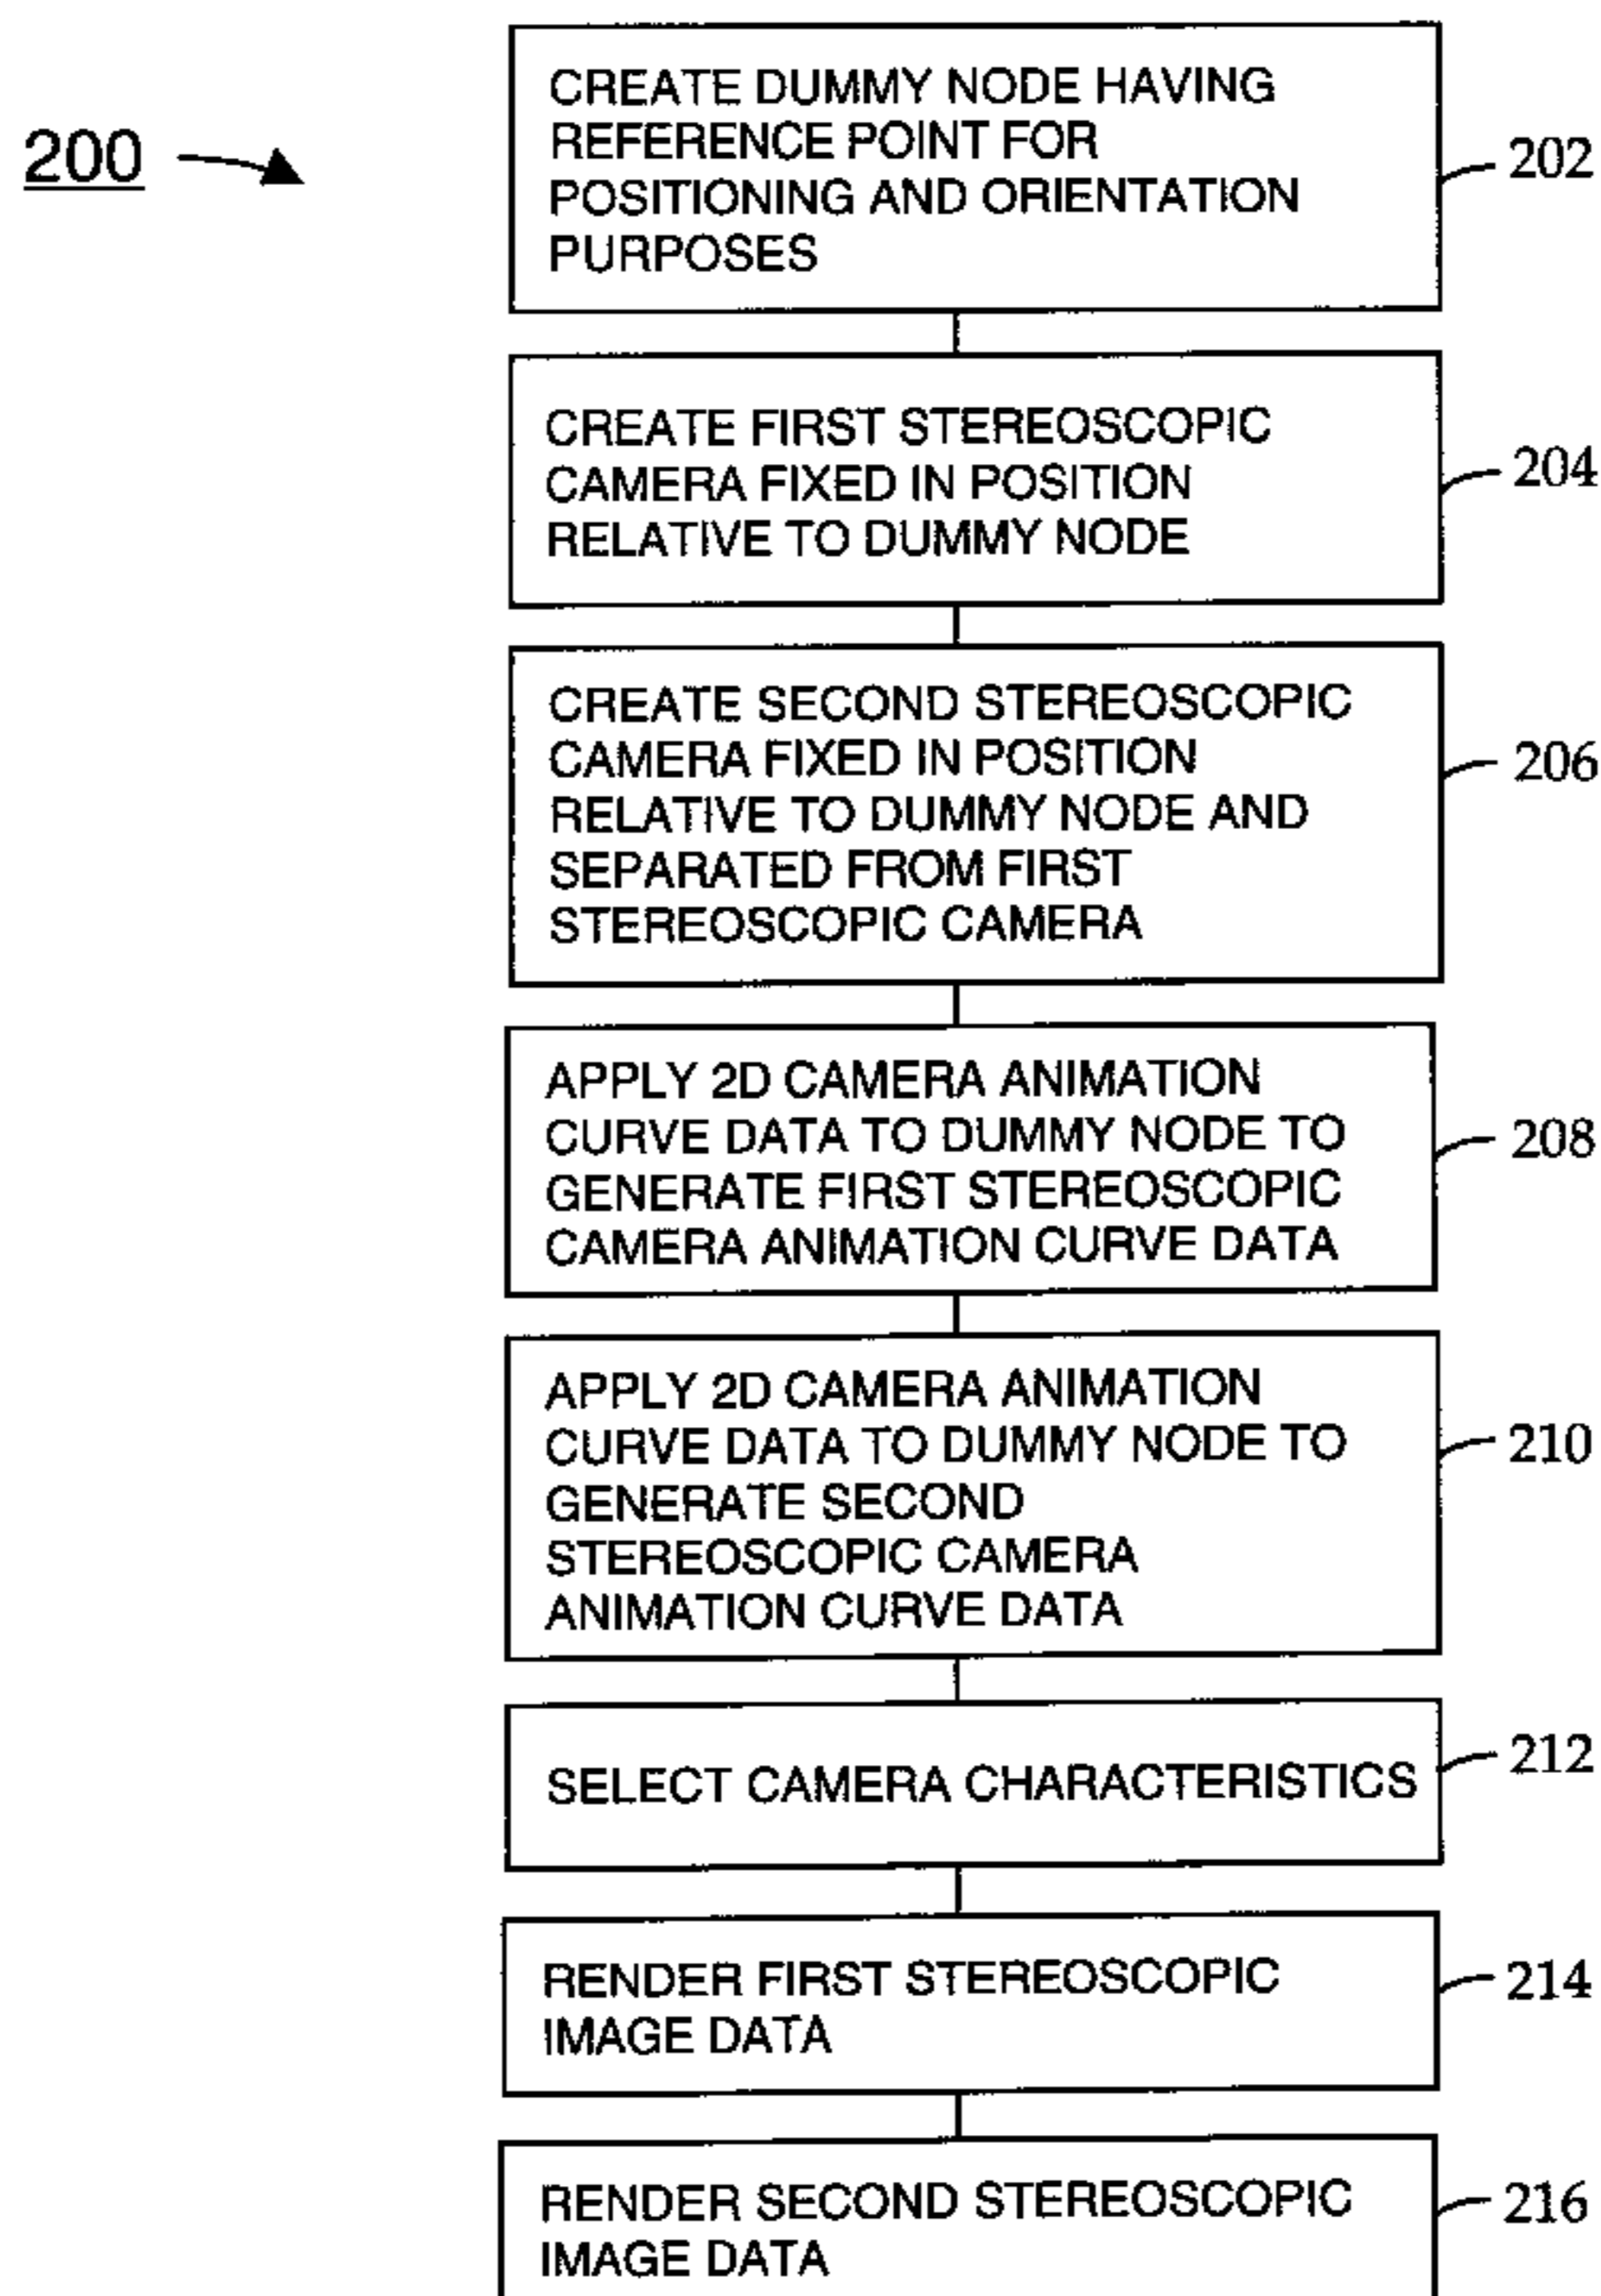 200
CREATE DUMMY NODE HAVING
REFERENCE POINT FOR
POSITIONING AND ORIENTATION
PURPOSES
202
CREATE FIRST STEREOSCOPIC
CAMERA FIXED IN POSITION
RELATIVE TO DUMMY NODE
204
CREATE SECOND STEREOSCOPIC
CAMERA FIXED IN POSITION
RELATIVE TO DUMMY NODE AND
SEPARATED FROM FIRST
STEREOSCOPIC CAMERA
206
APPLY 2D CAMERA ANIMATION
CURVE DATA TO DUMMY NODE TO
GENERATE FIRST STEREOSCOPIC
CAMERA ANIMATION CURVE DATA
208
APPLY 2D CAMERA ANIMATION
CURVE DATA TO DUMMY NODE TO
GENERATE SECOND
STEREOSCOPIC CAMERA
ANIMATION CURVE DATA
210
SELECT CAMERA CHARACTERISTICS
212
RENDER FIRST STEREOSCOPIC
IMAGE DATA
214
RENDER SECOND STEREOSCOPIC
IMAGE DATA
216